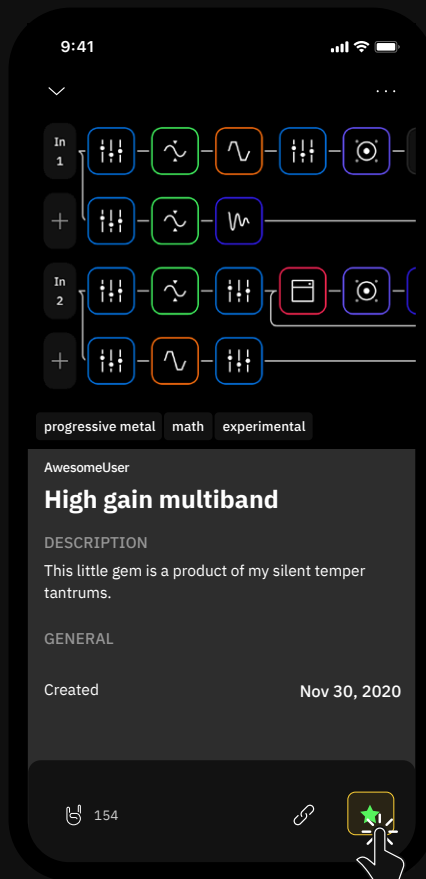 9:41
...
In
1
In
2
progressive metal math experimental
AwesomeUser
High gain multiband
DESCRIPTION
This little gem is a product of my silent temper
tantrums.
GENERAL
Created Nov 30, 2020
154